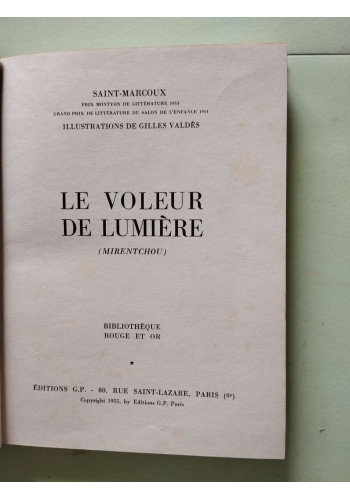 SAINT-MARCOUX
PRIX MONTYON DE LITTÉRATURE 1953
GRAND PRIX DE LITTÉRATURE DU SALON DE L'ENFANCE 1954
ILLUSTRATIONS DE GILLES VALDÈS
LE VOLEUR
DE LUMIÈRE
(MIRENTCHOU)
BIBLIOTHÈQUE
ROUGE ET OR
*
ÉDITIONS G.P. - 80, RUE SAINT-LAZARE, PARIS (9e)
Copyright 1955, by Editions G.P. Paris